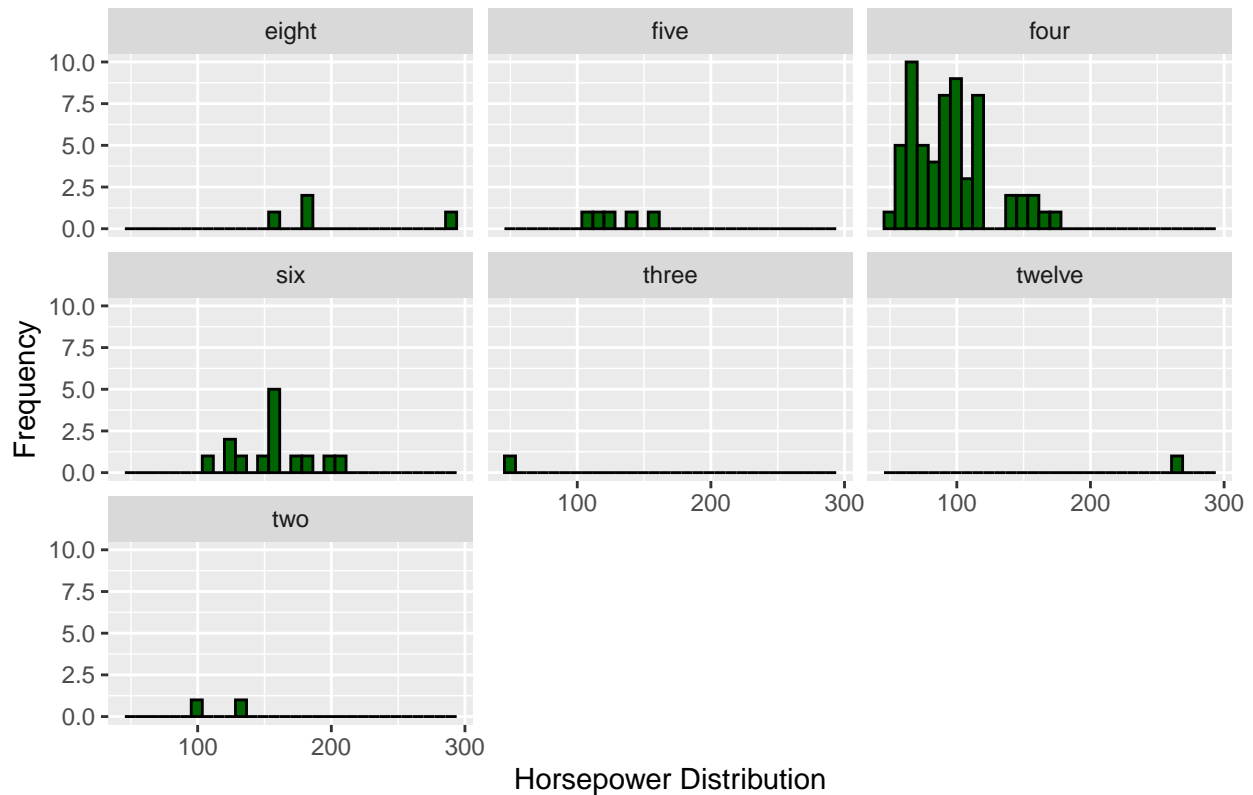 eight five four
10.0
7.5
5.0
2.5
0.0
six three twelve
10.0
7.5
5.0
2.5
0.0
100 200 300 100 200 300
two
10.0
7.5
5.0
2.5
0.0
100 200 300
Frequency
Horsepower Distribution